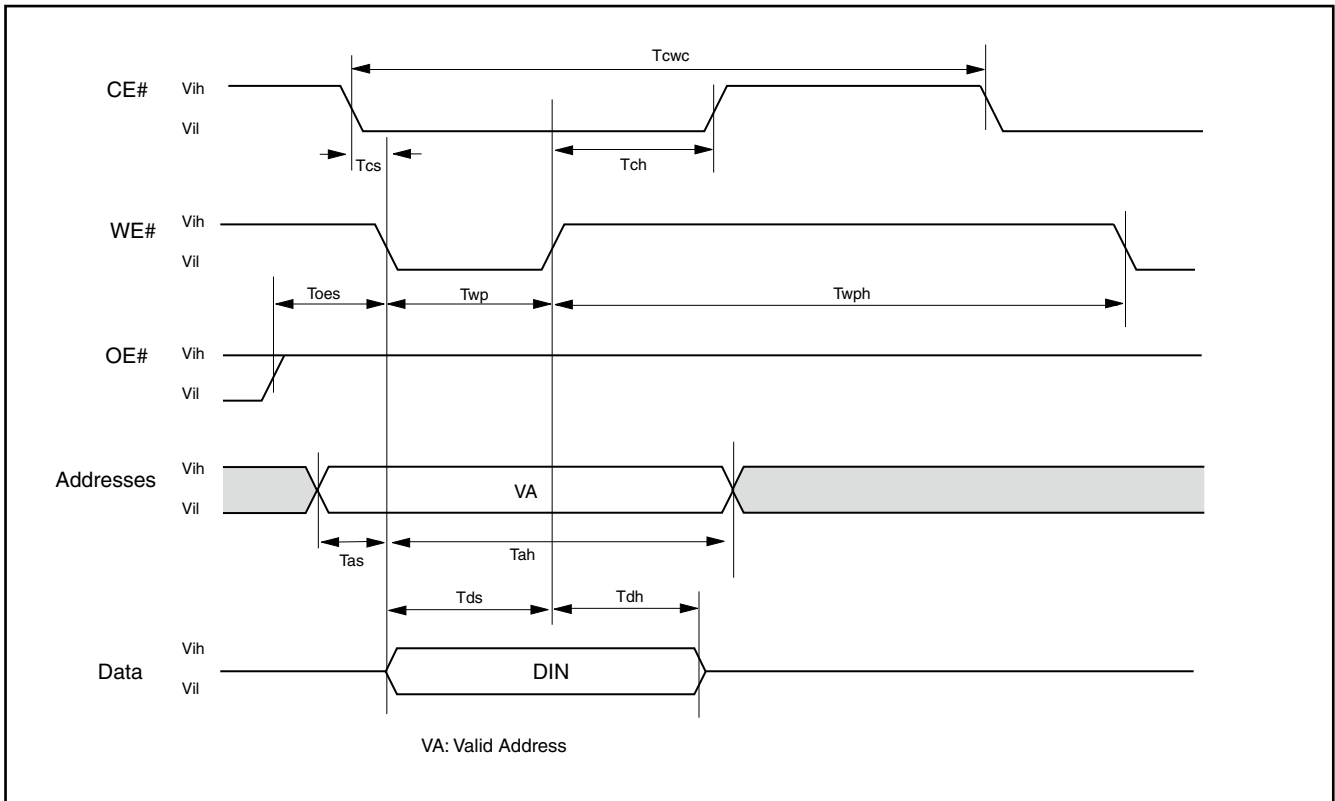 Tcwc
CE#
Vih
Vil
Tcs
Tch
WE#
Vih
Vil
Toes
Twp
Twph
OE#
Vih
Vil
Addresses
Vih
Vil
VA
Tas
Tah
Tds
Tdh
Data
Vih
Vil
DIN
VA: Valid Address